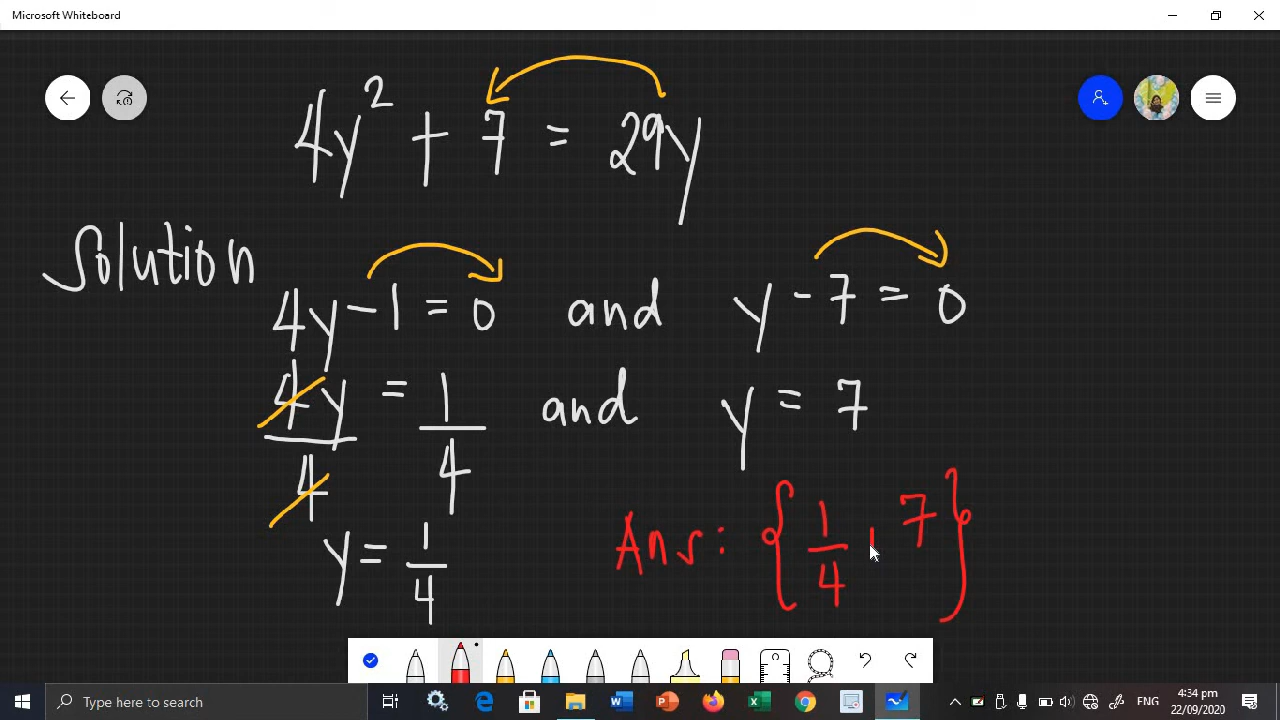 Microsoft Whiteboard
4y² + 7 = 29y
Solution
4y - 1 = 0 and y - 7 = 0
4y/4 = 1/4 and y = 7
y = 1/4
Ans: {1/4, 7}
Type here to search
ENG
4:34 pm
22/09/2020